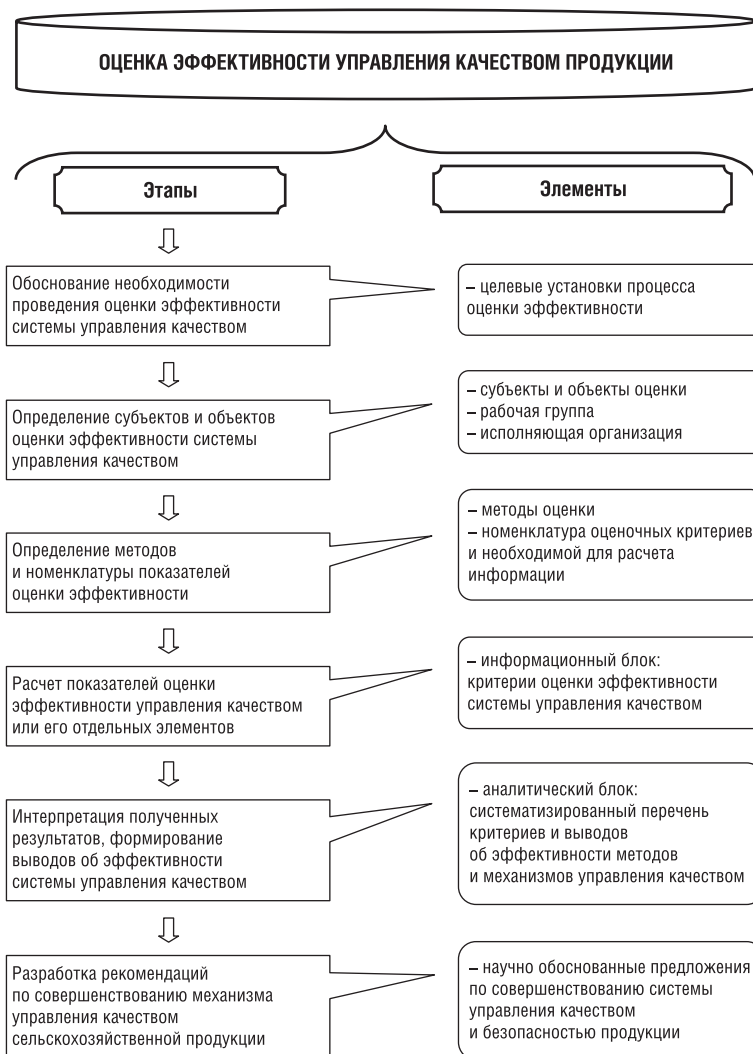 ОЦЕНКА ЭФФЕКТИВНОСТИ УПРАВЛЕНИЯ КАЧЕСТВОМ ПРОДУКЦИИ
Этапы
Элементы
Обоснование необходимости
проведения оценки эффективности
системы управления качеством
– целевые установки процесса
оценки эффективности
Определение субъектов и объектов
оценки эффективности системы
управления качеством
– субъекты и объекты оценки
– рабочая группа
– исполняющая организация
Определение методов
и номенклатуры показателей
оценки эффективности
– методы оценки
– номенклатура оценочных критериев
и необходимой для расчета
информации
Расчет показателей оценки
эффективности управления качеством
или его отдельных элементов
– информационный блок:
критерии оценки эффективности
системы управления качеством
Интерпретация полученных
результатов, формирование
выводов об эффективности
системы управления качеством
– аналитический блок:
систематизированный перечень
критериев и выводов
об эффективности методов
и механизмов управления качеством
Разработка рекомендаций
по совершенствованию механизма
управления качеством
сельскохозяйственной продукции
– научно обоснованные предложения
по совершенствованию системы
управления качеством
и безопасностью продукции